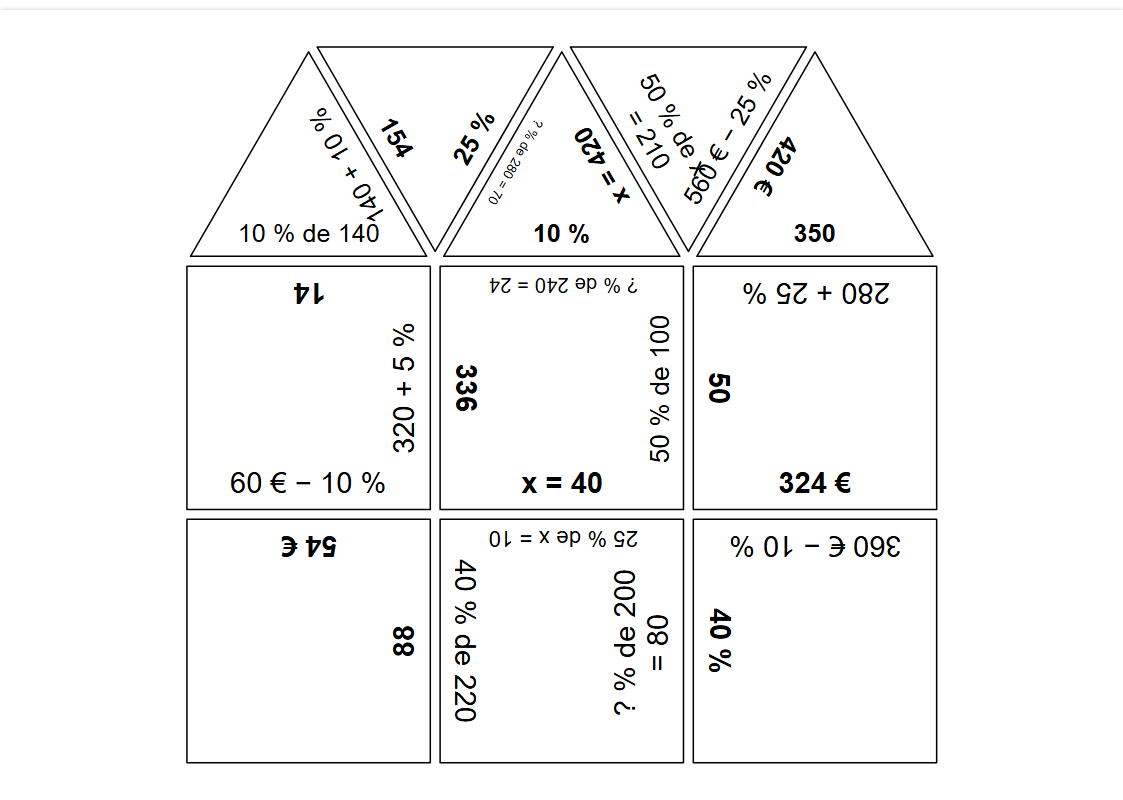 140 + 10 %
10 % de 140
154
25 %
? % de 280 = 70
x = 420
10 %
50 % de x
= 210
560 € − 25 %
420 €
350
14
320 + 5 %
60 € − 10 %
? % de 240 = 24
336
50 % de 100
x = 40
280 + 25 %
50
324 €
54 €
88
25 % de x = 10
40 % de 220
? % de 200
= 80
360 € − 10 %
40 %